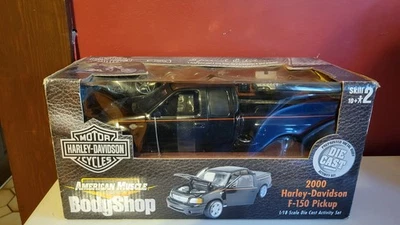 Skill 2
10+
MOTOR
HARLEY-DAVIDSON
CYCLES
DIE CAST
AMERICAN MUSCLE
BodyShop
2000
Harley-Davidson
F-150 Pickup
1:18 Scale Die Cast Activity Set